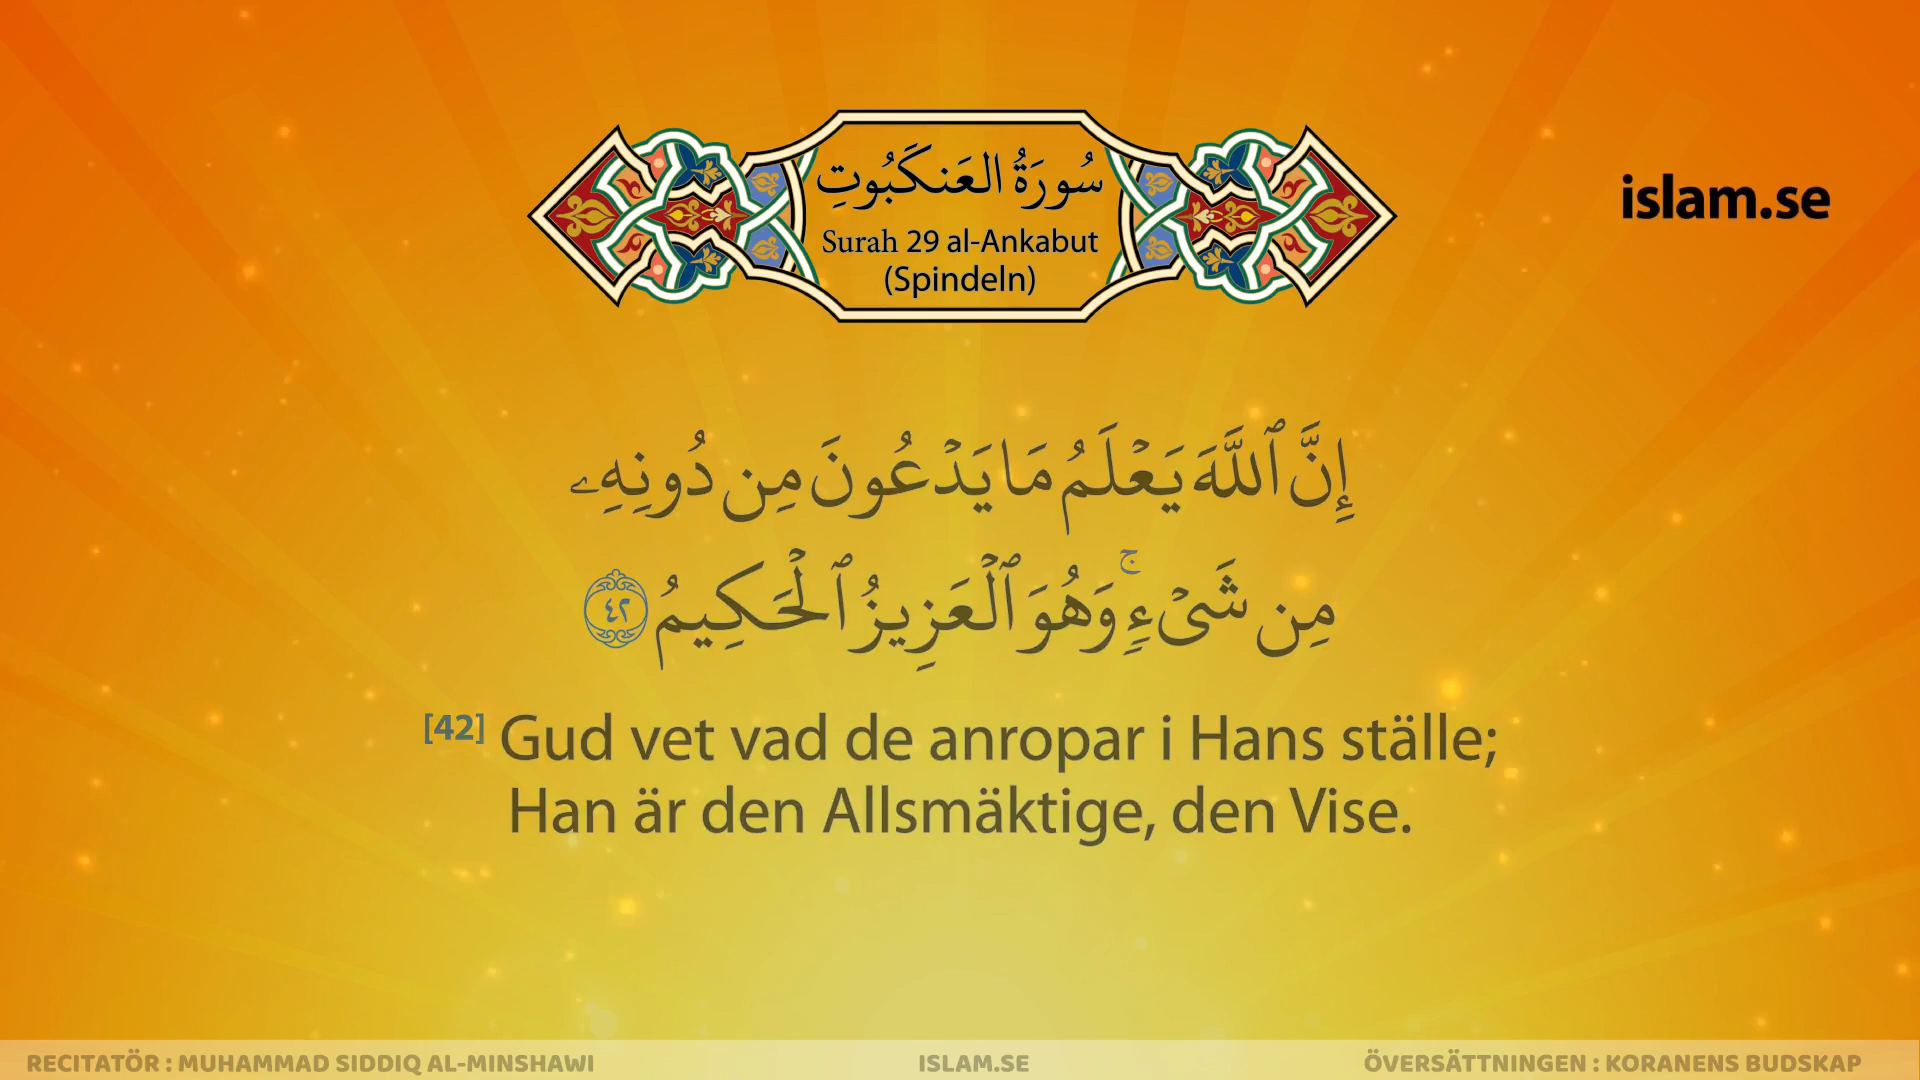 سُورَةُ العَنكَبُوتِ
Surah 29 al-Ankabut
(Spindeln)
islam.se
إِنَّ ٱللَّهَ يَعْلَمُ مَا يَدْعُونَ مِن دُونِهِۦ
مِن شَىْءٍ ۚ وَهُوَ ٱلْعَزِيزُ ٱلْحَكِيمُ ٤٢
[42] Gud vet vad de anropar i Hans ställe;
Han är den Allsmäktige, den Vise.
RECITATÖR : MUHAMMAD SIDDIQ AL-MINSHAWI
ISLAM.SE
ÖVERSÄTTNINGEN : KORANENS BUDSKAP